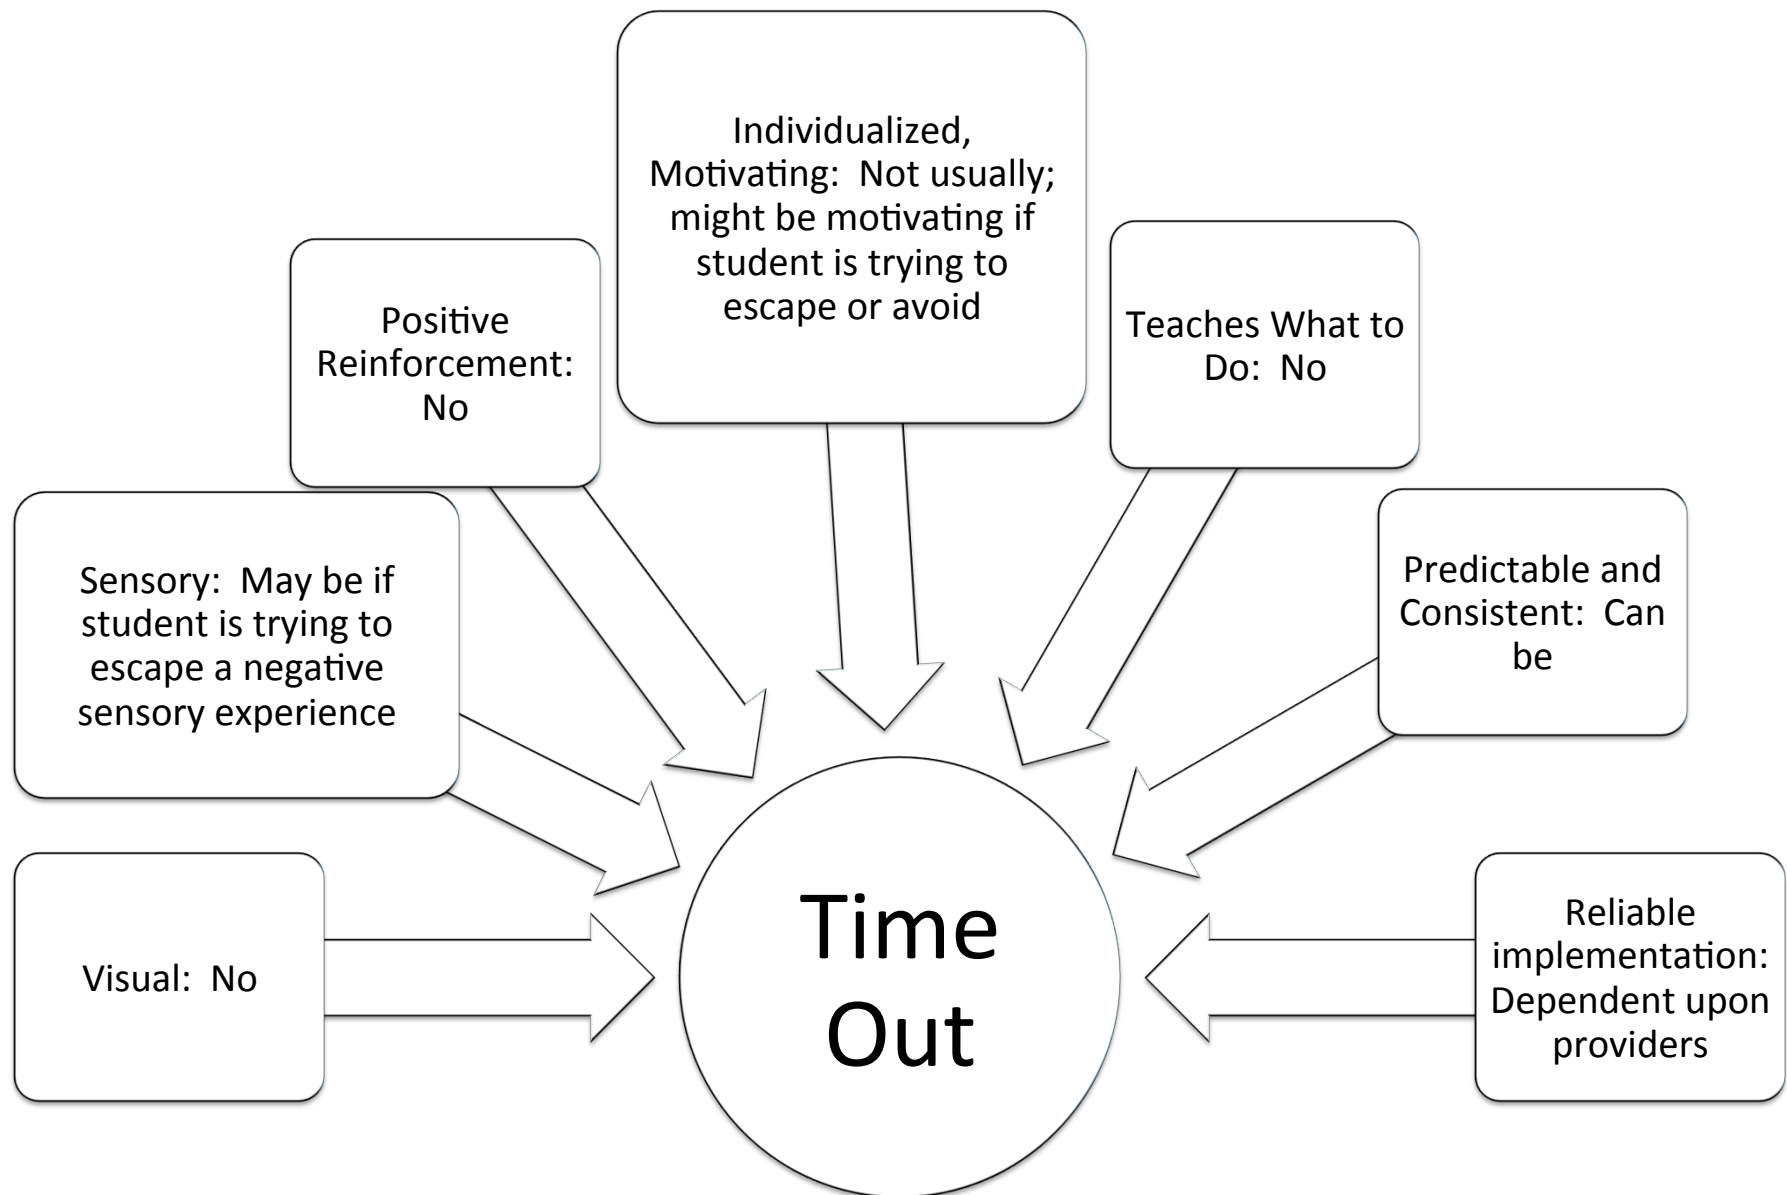 Individualized,
Motivating:  Not usually;
might be motivating if
student is trying to
escape or avoid
Positive
Reinforcement:
No
Teaches What to
Do:  No
Sensory:  May be if
student is trying to
escape a negative
sensory experience
Predictable and
Consistent:  Can
be
Visual:  No
Time
Out
Reliable
implementation:
Dependent upon
providers